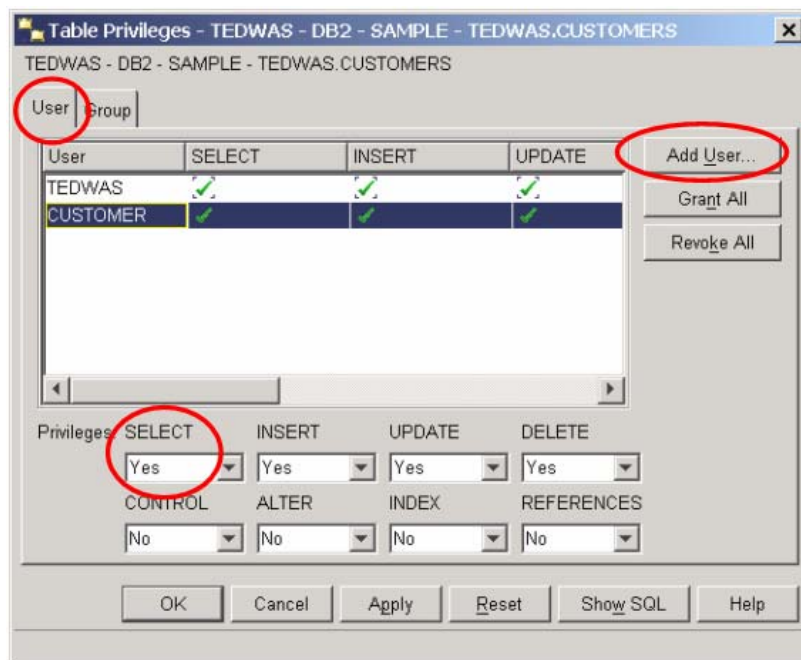 Table Privileges - TEDWAS - DB2 - SAMPLE - TEDWAS.CUSTOMERS
TEDWAS - DB2 - SAMPLE - TEDWAS.CUSTOMERS
User Group
User SELECT INSERT UPDATE Add User...
TEDWAS
Grant All
CUSTOMER
Revoke All
Privileges SELECT INSERT UPDATE DELETE
Yes Yes Yes Yes
CONTROL ALTER INDEX REFERENCES
No No No No
OK Cancel Apply Reset Show SQL Help